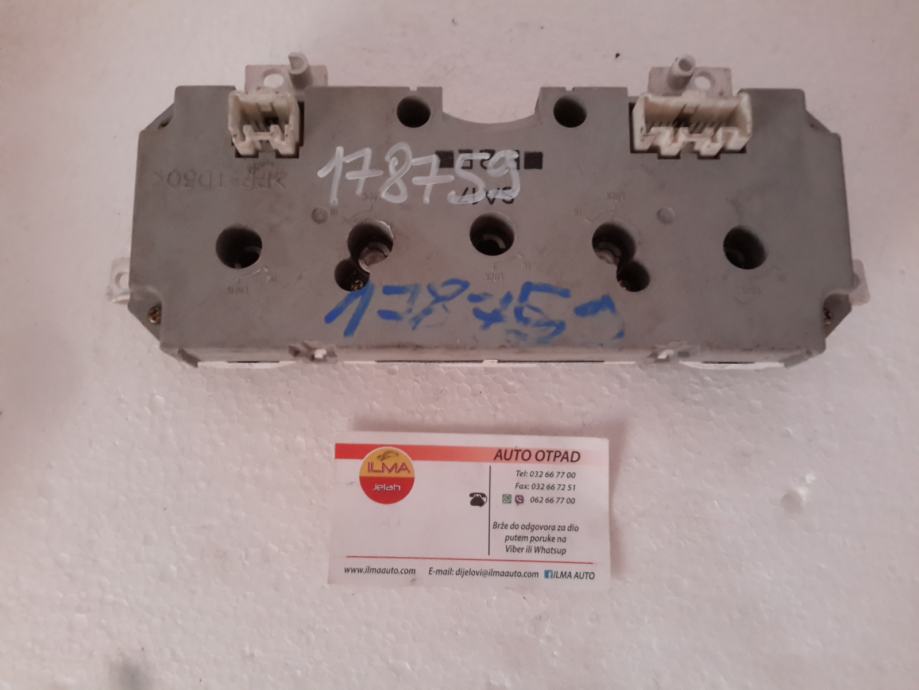 178759
178759
ILMA
Jelah
AUTO OTPAD
Tel: 032 66 77 00
Fax: 032 66 72 51
062 66 77 00
Brže do odgovora za dio
putem poruke na
Viber ili Whatsup
www.ilmaauto.com E-mail: dijelovi@ilmaauto.com ILMA AUTO